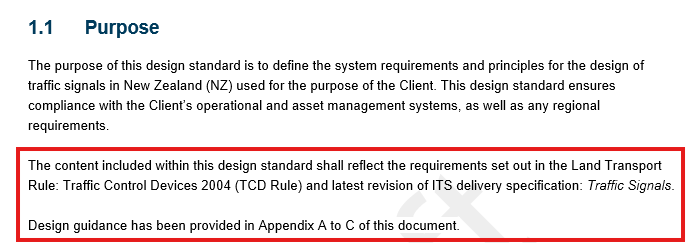 1.1 Purpose
The purpose of this design standard is to define the system requirements and principles for the design of
traffic signals in New Zealand (NZ) used for the purpose of the Client. This design standard ensures
compliance with the Client's operational and asset management systems, as well as any regional
requirements.
The content included within this design standard shall reflect the requirements set out in the Land Transport
Rule: Traffic Control Devices 2004 (TCD Rule) and latest revision of ITS delivery specification: Traffic Signals.
Design guidance has been provided in Appendix A to C of this document.